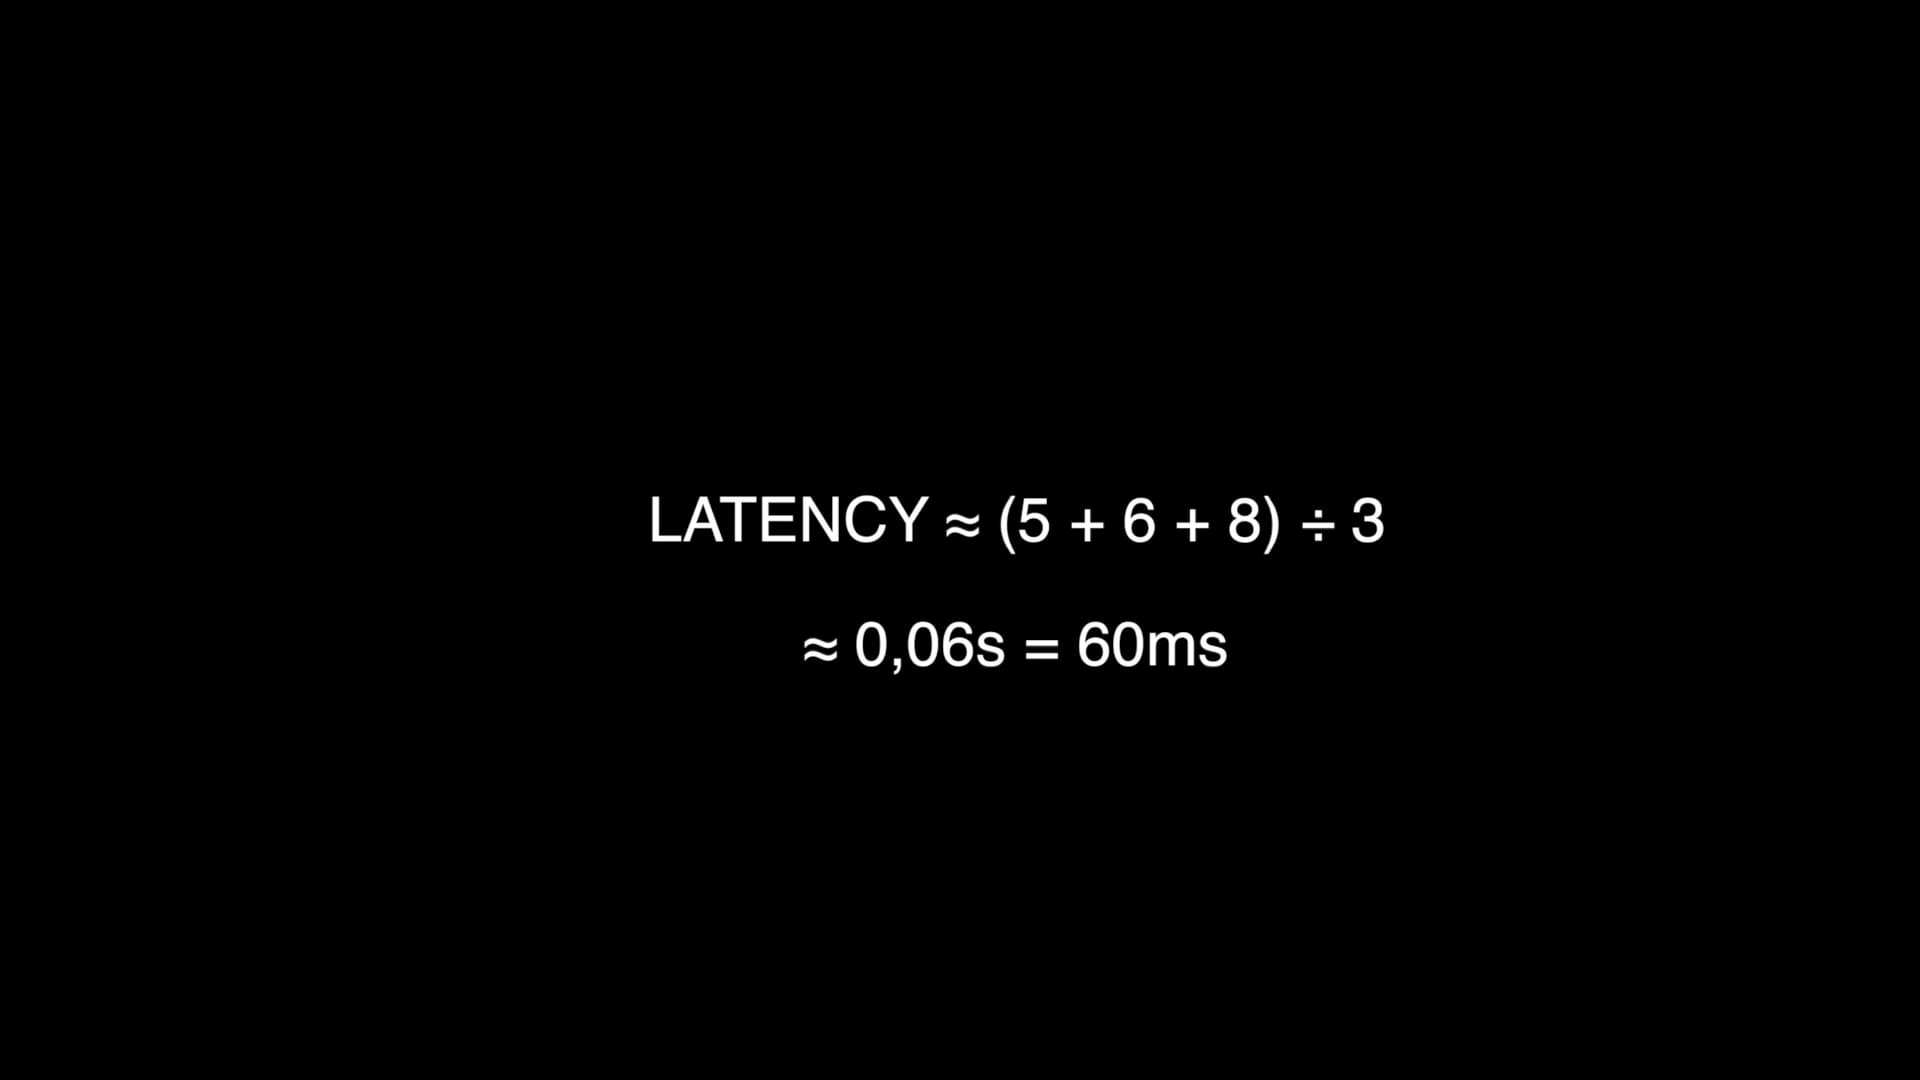 LATENCY ≈ (5 + 6 + 8) ÷ 3
≈ 0,06s = 60ms